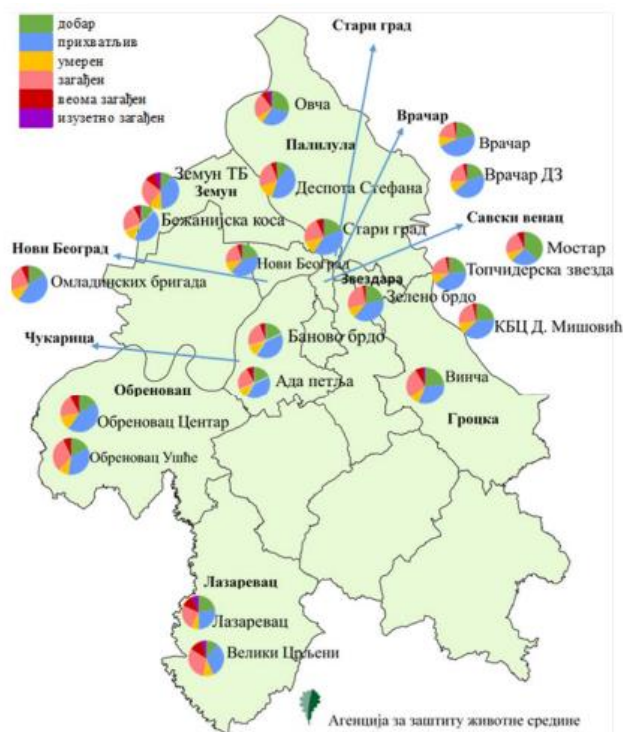 добар
прихватљив
умерен
загађен
веома загађен
изузетно загађен
Стари град
Овча
Врачар
Палилула
Врачар
Земун ТБ
Земун
Деспота Стефана
Врачар ДЗ
Бежанијска коса
Савски венац
Стари град
Мостар
Нови Београд
Нови Београд
Звездара
Топчидерска звезда
Омладинских бригада
Зелено брдо
КБЦ Д. Мишовић
Чукарица
Баново брдо
Ада петља
Винча
Обреновац
Гроцка
Обреновац Центар
Обреновац Ушће
Лазаревац
Лазаревац
Велики Црљени
Агенција за заштиту животне средине